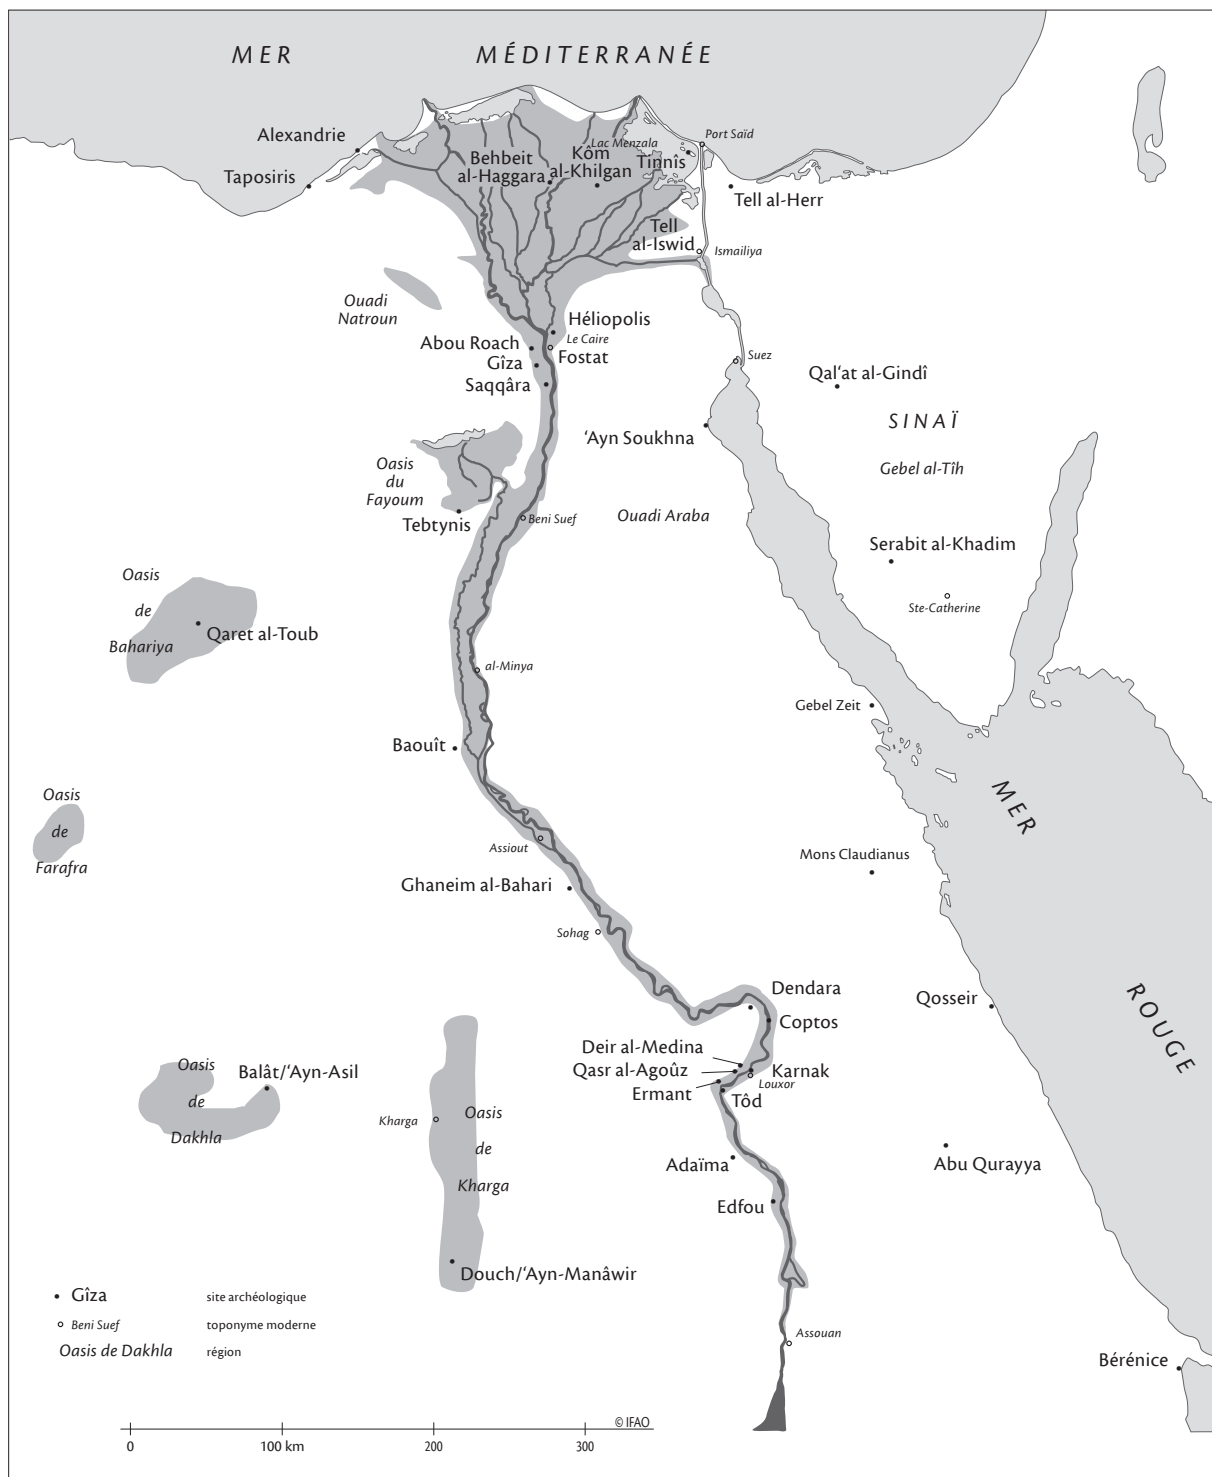 MER MÉDITERRANÉE
Alexandrie
Taposiris
Behbeit
al-Haggara
Kôm
al-Khilgan
Lac Menzala
Tinnîs
Port Saïd
Tell al-Herr
Tell
al-Iswid
Ismailiya
Ouadi
Natroun
Héliopolis
Le Caire
Fostat
Abou Roach
Gîza
Saqqâra
Suez
Qal‘at al-Gindî
SINAÏ
‘Ayn Soukhna
Gebel al-Tîh
Oasis
du
Fayoum
Tebtynis
Beni Suef
Ouadi Araba
Serabit al-Khadim
Ste-Catherine
Oasis
de
Bahariya
Qaret al-Toub
al-Minya
Gebel Zeit
Baouît
MER
Oasis
de
Farafra
Assiout
Mons Claudianus
Ghaneim al-Bahari
Sohag
Dendara
Coptos
Qosseir
ROUGE
Deir al-Medina
Qasr al-Agoûz
Ermant
Karnak
Louxor
Tôd
Oasis
de
Dakhla
Balât/‘Ayn-Asil
Kharga
Oasis
de
Kharga
Adaïma
Abu Qurayya
Edfou
Douch/‘Ayn-Manâwir
Gîza site archéologique
Beni Suef toponyme moderne
Oasis de Dakhla région
Assouan
Bérénice
© IFAO
0 100 km 200 300